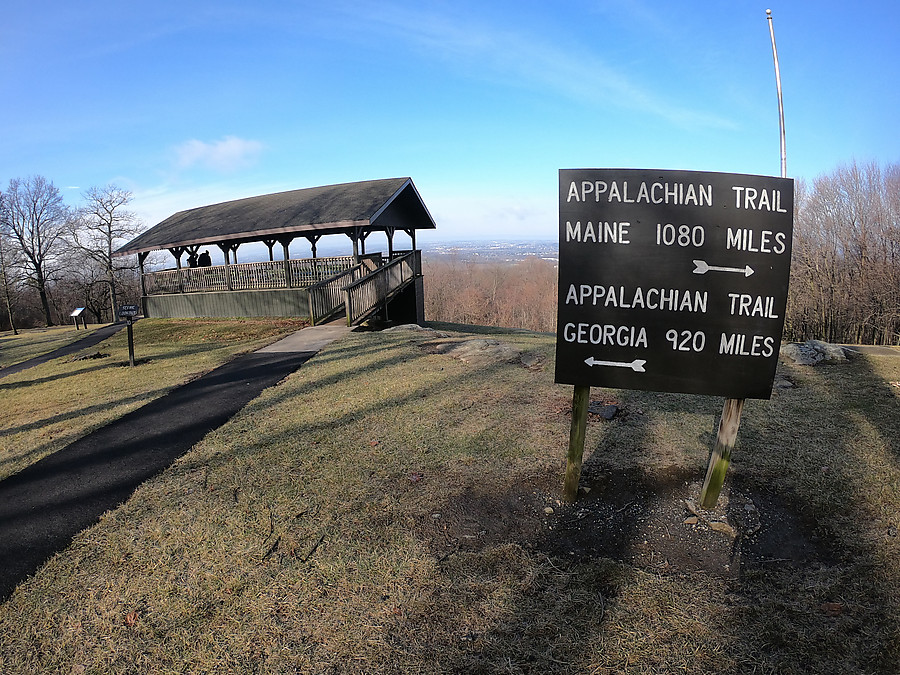 APPALACHIAN TRAIL
MAINE 1080 MILES
APPALACHIAN TRAIL
GEORGIA 920 MILES